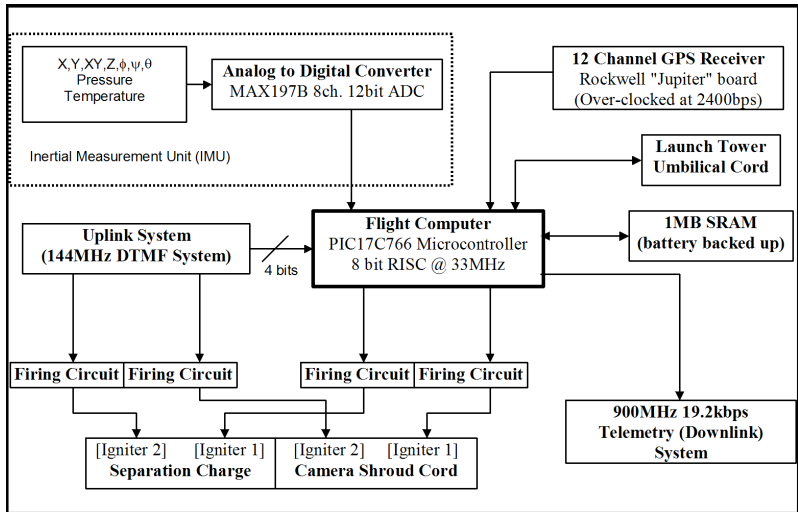 X,Y,XY,Z,ϕ,ψ,θ
Pressure
Temperature
Analog to Digital Converter
MAX197B 8ch. 12bit ADC
Inertial Measurement Unit (IMU)
12 Channel GPS Receiver
Rockwell "Jupiter" board
(Over-clocked at 2400bps)
Launch Tower
Umbilical Cord
Uplink System
(144MHz DTMF System)
4 bits
Flight Computer
PIC17C766 Microcontroller
8 bit RISC @ 33MHz
1MB SRAM
(battery backed up)
Firing Circuit
Firing Circuit
Firing Circuit
Firing Circuit
[Igniter 2] [Igniter 1]
Separation Charge
[Igniter 2] [Igniter 1]
Camera Shroud Cord
900MHz 19.2kbps
Telemetry (Downlink)
System